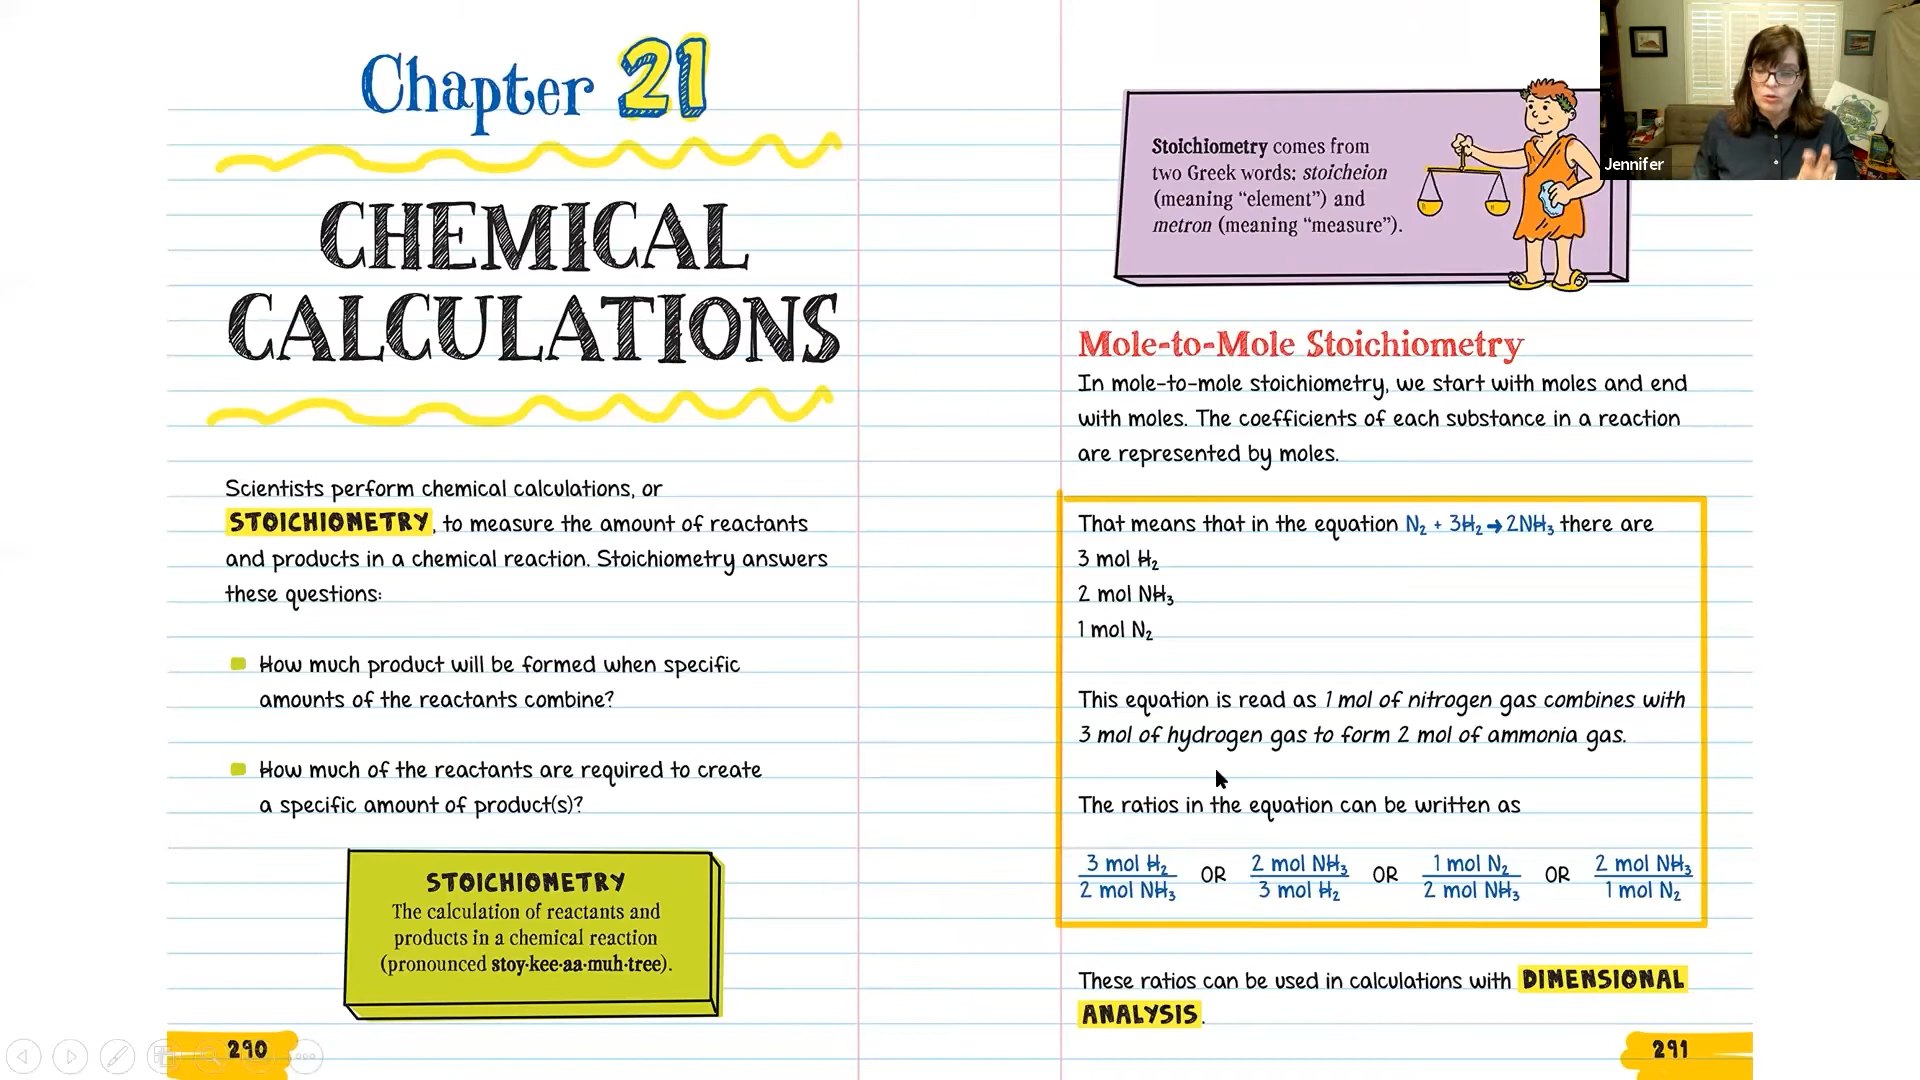 Chapter 21
CHEMICAL
CALCULATIONS
Scientists perform chemical calculations, or
STOICHIOMETRY, to measure the amount of reactants
and products in a chemical reaction. Stoichiometry answers
these questions:
How much product will be formed when specific
amounts of the reactants combine?
How much of the reactants are required to create
a specific amount of product(s)?
STOICHIOMETRY
The calculation of reactants and
products in a chemical reaction
(pronounced stoy·kee·aa·muh·tree).
290
Stoichiometry comes from
two Greek words: stoicheion
(meaning “element”) and
metron (meaning “measure”).
Jennifer
Mole-to-Mole Stoichiometry
In mole-to-mole stoichiometry, we start with moles and end
with moles. The coefficients of each substance in a reaction
are represented by moles.
That means that in the equation N₂ + 3H₂ → 2NH₃ there are
3 mol H₂
2 mol NH₃
1 mol N₂
This equation is read as 1 mol of nitrogen gas combines with
3 mol of hydrogen gas to form 2 mol of ammonia gas.
The ratios in the equation can be written as
3 mol H₂ OR 2 mol NH₃ OR 1 mol N₂ OR 2 mol NH₃
2 mol NH₃ 3 mol H₂ 2 mol NH₃ 1 mol N₂
These ratios can be used in calculations with DIMENSIONAL
ANALYSIS.
291